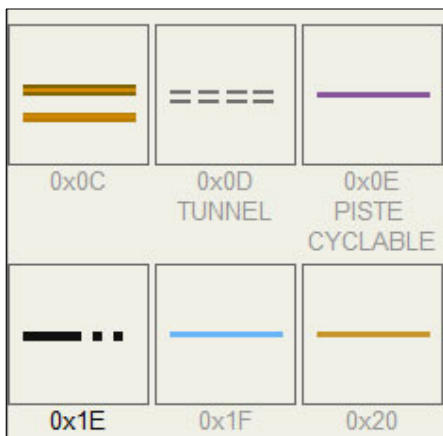 0x0C 0x0D 0x0E
TUNNEL PISTE
CYCLABLE
0x1E 0x1F 0x20